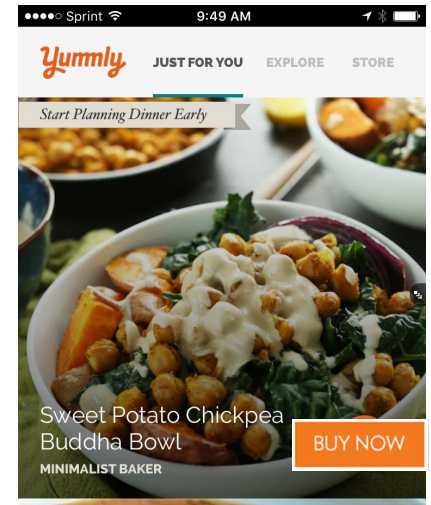 Sprint 9:49 AM
Yummly JUST FOR YOU EXPLORE STORE
Start Planning Dinner Early
Sweet Potato Chickpea
Buddha Bowl
MINIMALIST BAKER
BUY NOW